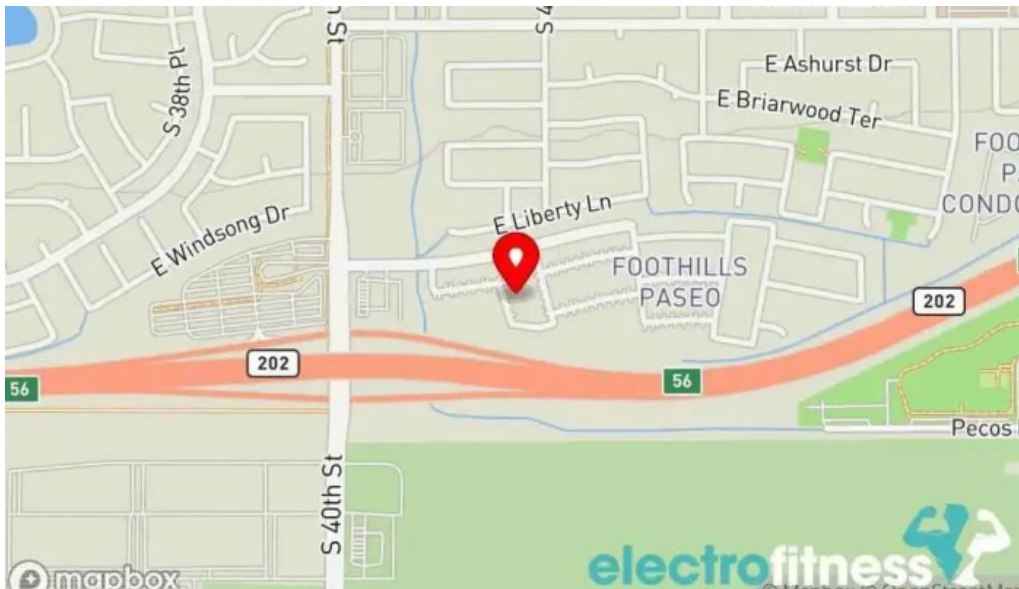 S 38th Pl
E Ashurst Dr
E Briarwood Ter
E Liberty Ln
E Windsong Dr
FOOTHILLS
PASEO
202
202
56
56
S 40th St
Pecos
electrofitness
mapbox